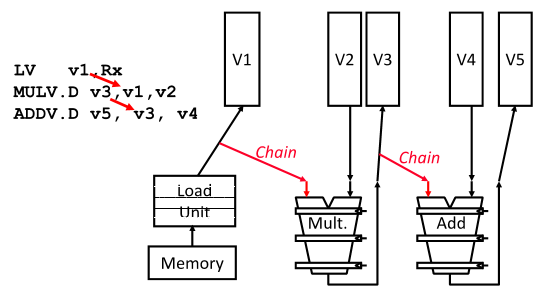 LV v1,Rx
MULV.D v3,v1,v2
ADDV.D v5, v3, v4
V1
V2
V3
V4
V5
Chain
Chain
Load
Unit
Mult.
Add
Memory